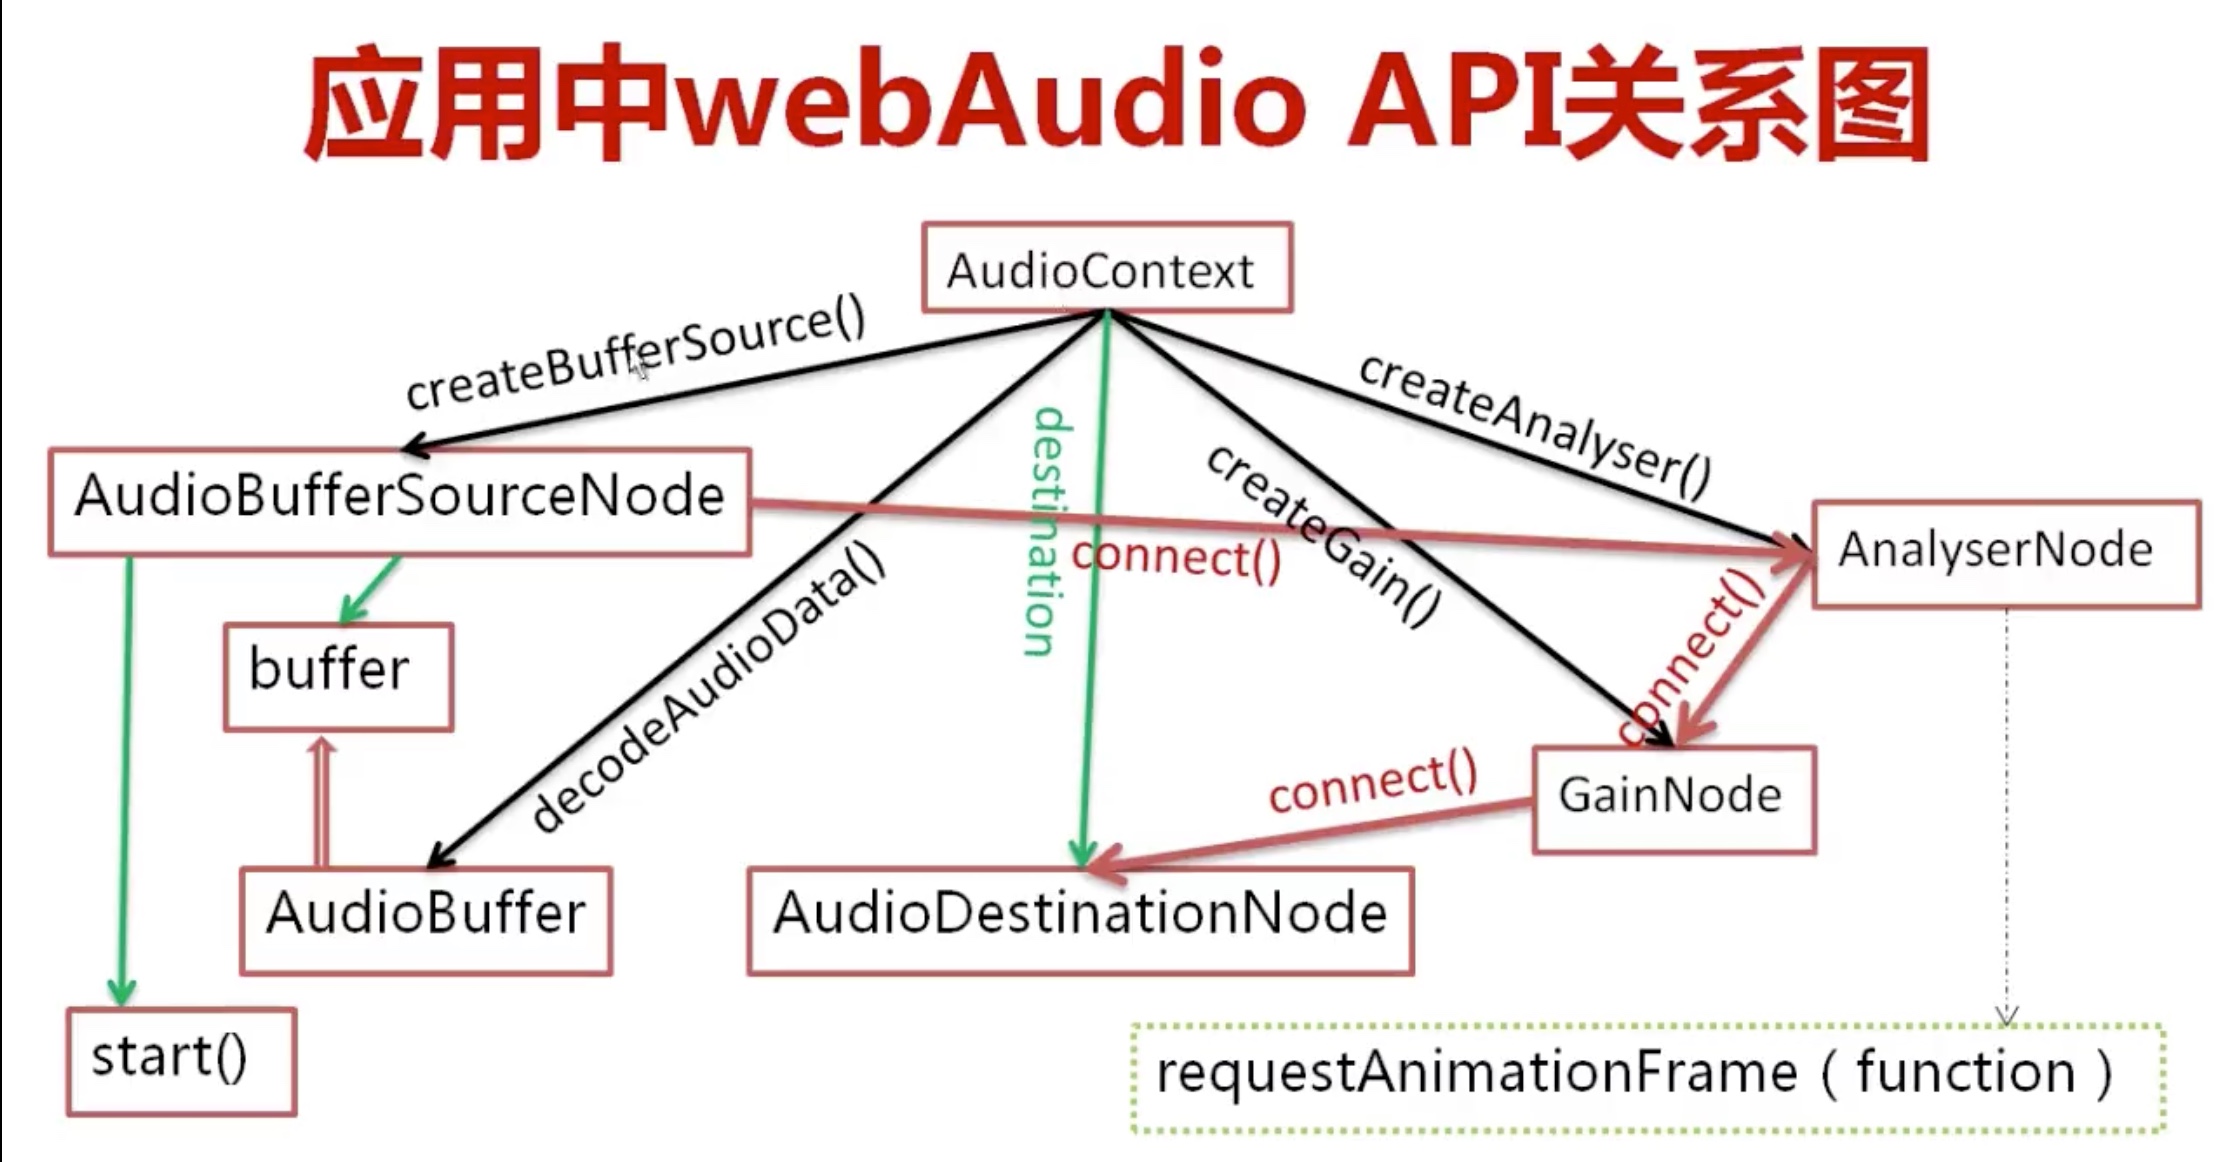 应用中webAudio API关系图
AudioContext
createBufferSource()
createAnalyser()
destination
createGain()
AudioBufferSourceNode
connect()
AnalyserNode
decodeAudioData()
connect()
buffer
connect()
GainNode
AudioBuffer
AudioDestinationNode
start()
requestAnimationFrame ( function )